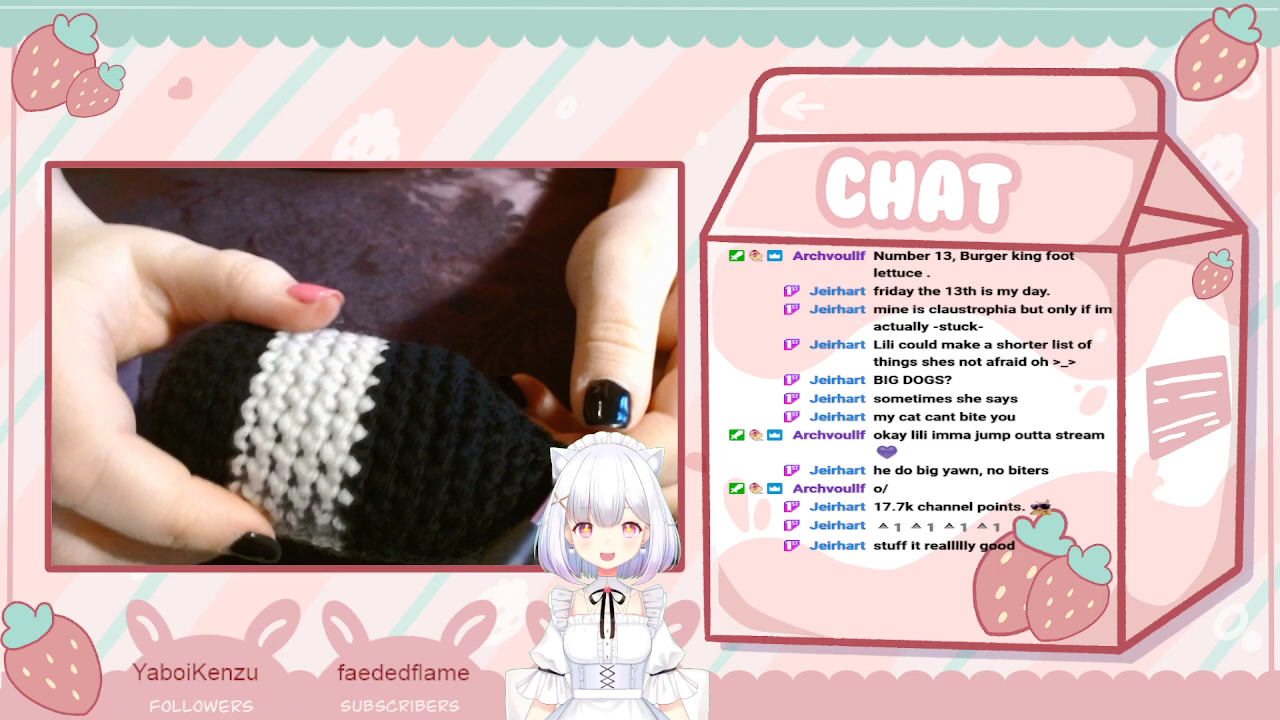 CHAT
Archvoullf Number 13, Burger king foot
lettuce .
Jeirhart friday the 13th is my day.
Jeirhart mine is claustrophia but only if im
actually -stuck-
Jeirhart Lili could make a shorter list of
things shes not afraid oh >_>
Jeirhart BIG DOGS?
Jeirhart sometimes she says
Jeirhart my cat cant bite you
Archvoullf okay lili imma jump outta stream
Jeirhart he do big yawn, no biters
Archvoullf o/
Jeirhart 17.7k channel points.
Jeirhart ^1 ^1 ^1 ^1
Jeirhart stuff it reallllly good
YaboiKenzu
FOLLOWERS
faededflame
SUBSCRIBERS